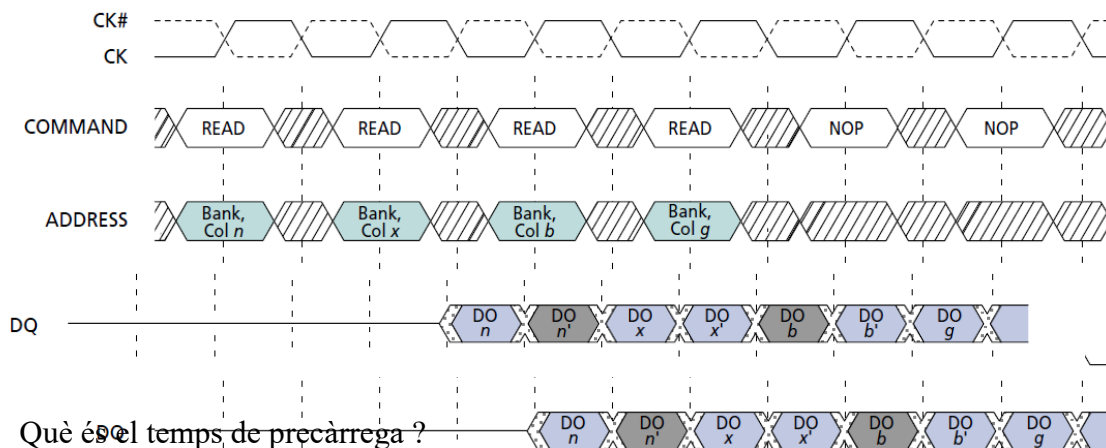 CK#
CK
COMMAND READ READ READ READ NOP NOP
ADDRESS Bank, Col n Bank, Col x Bank, Col b Bank, Col g
DQ DO n DO n' DO x DO x' DO b DO b' DO g
DO n DO n' DO x DO x' DO b DO b' DO g
Què és el temps de precàrrega ?